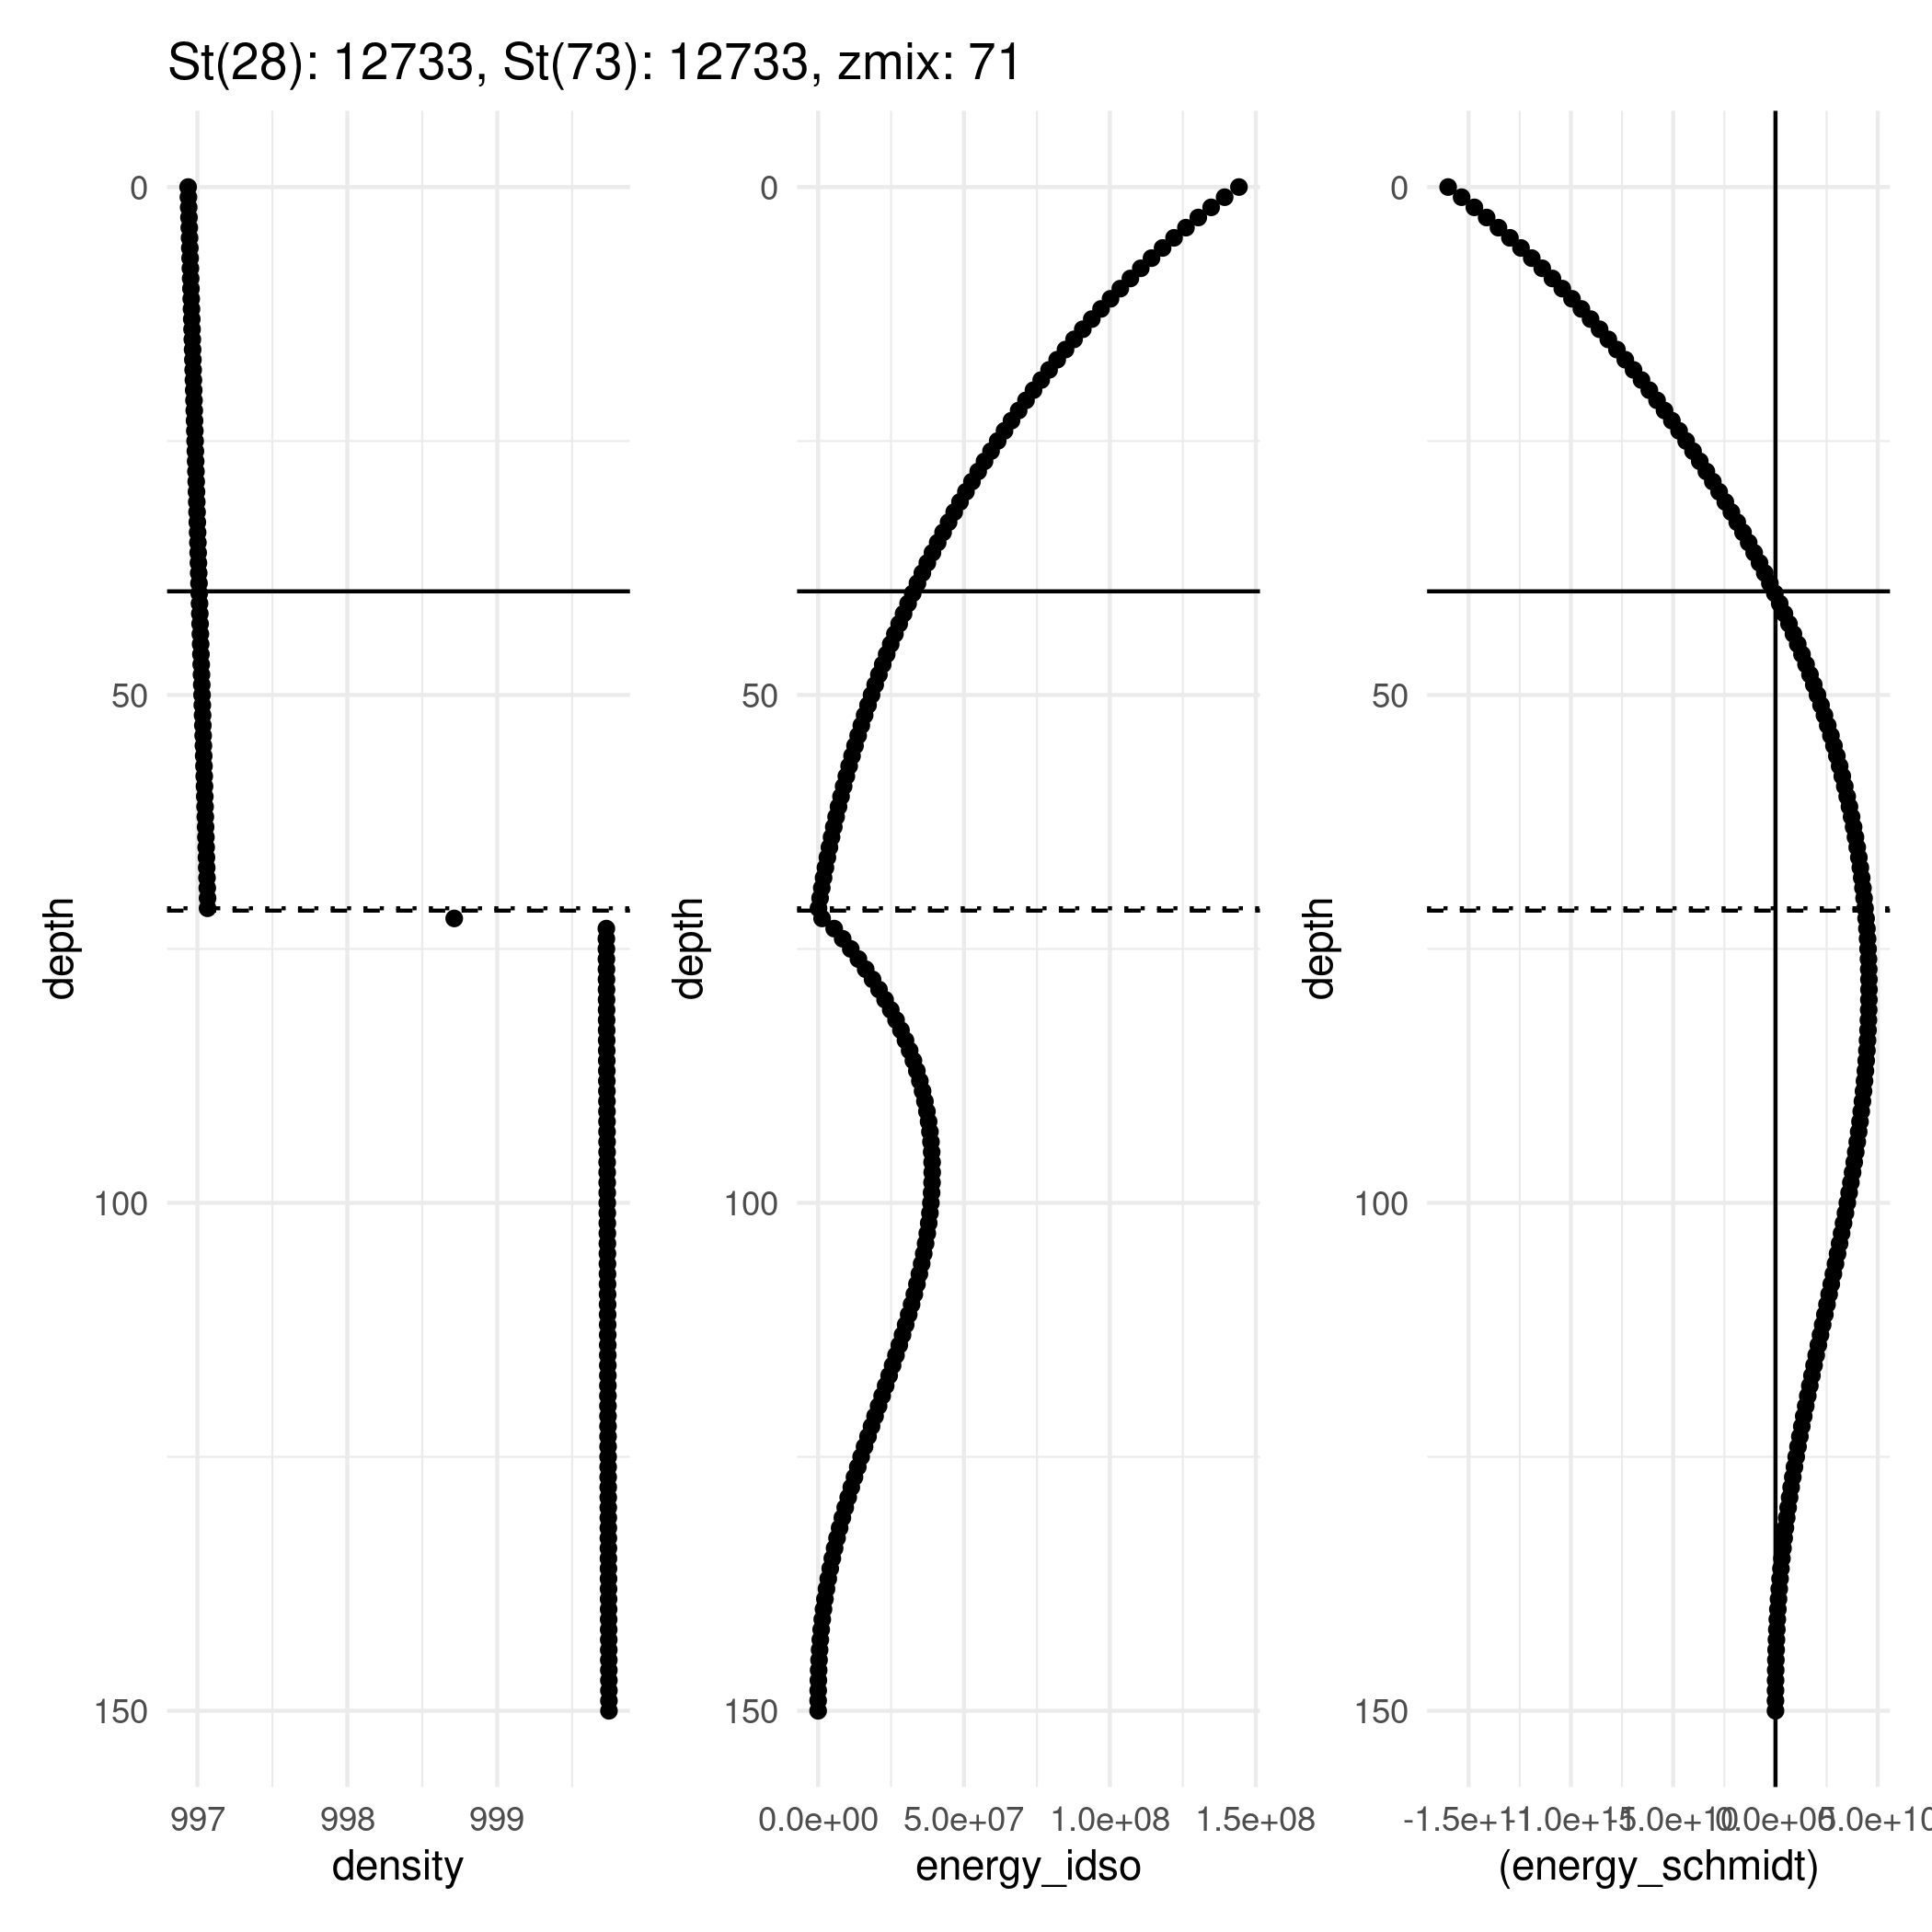 St(28): 12733, St(73): 12733, zmix: 71
0
50
100
150
depth
997
998
999
density
0
50
100
150
depth
0.0e+00
5.0e+07
1.0e+08
1.5e+08
energy_idso
0
50
100
150
depth
(energy_schmidt)